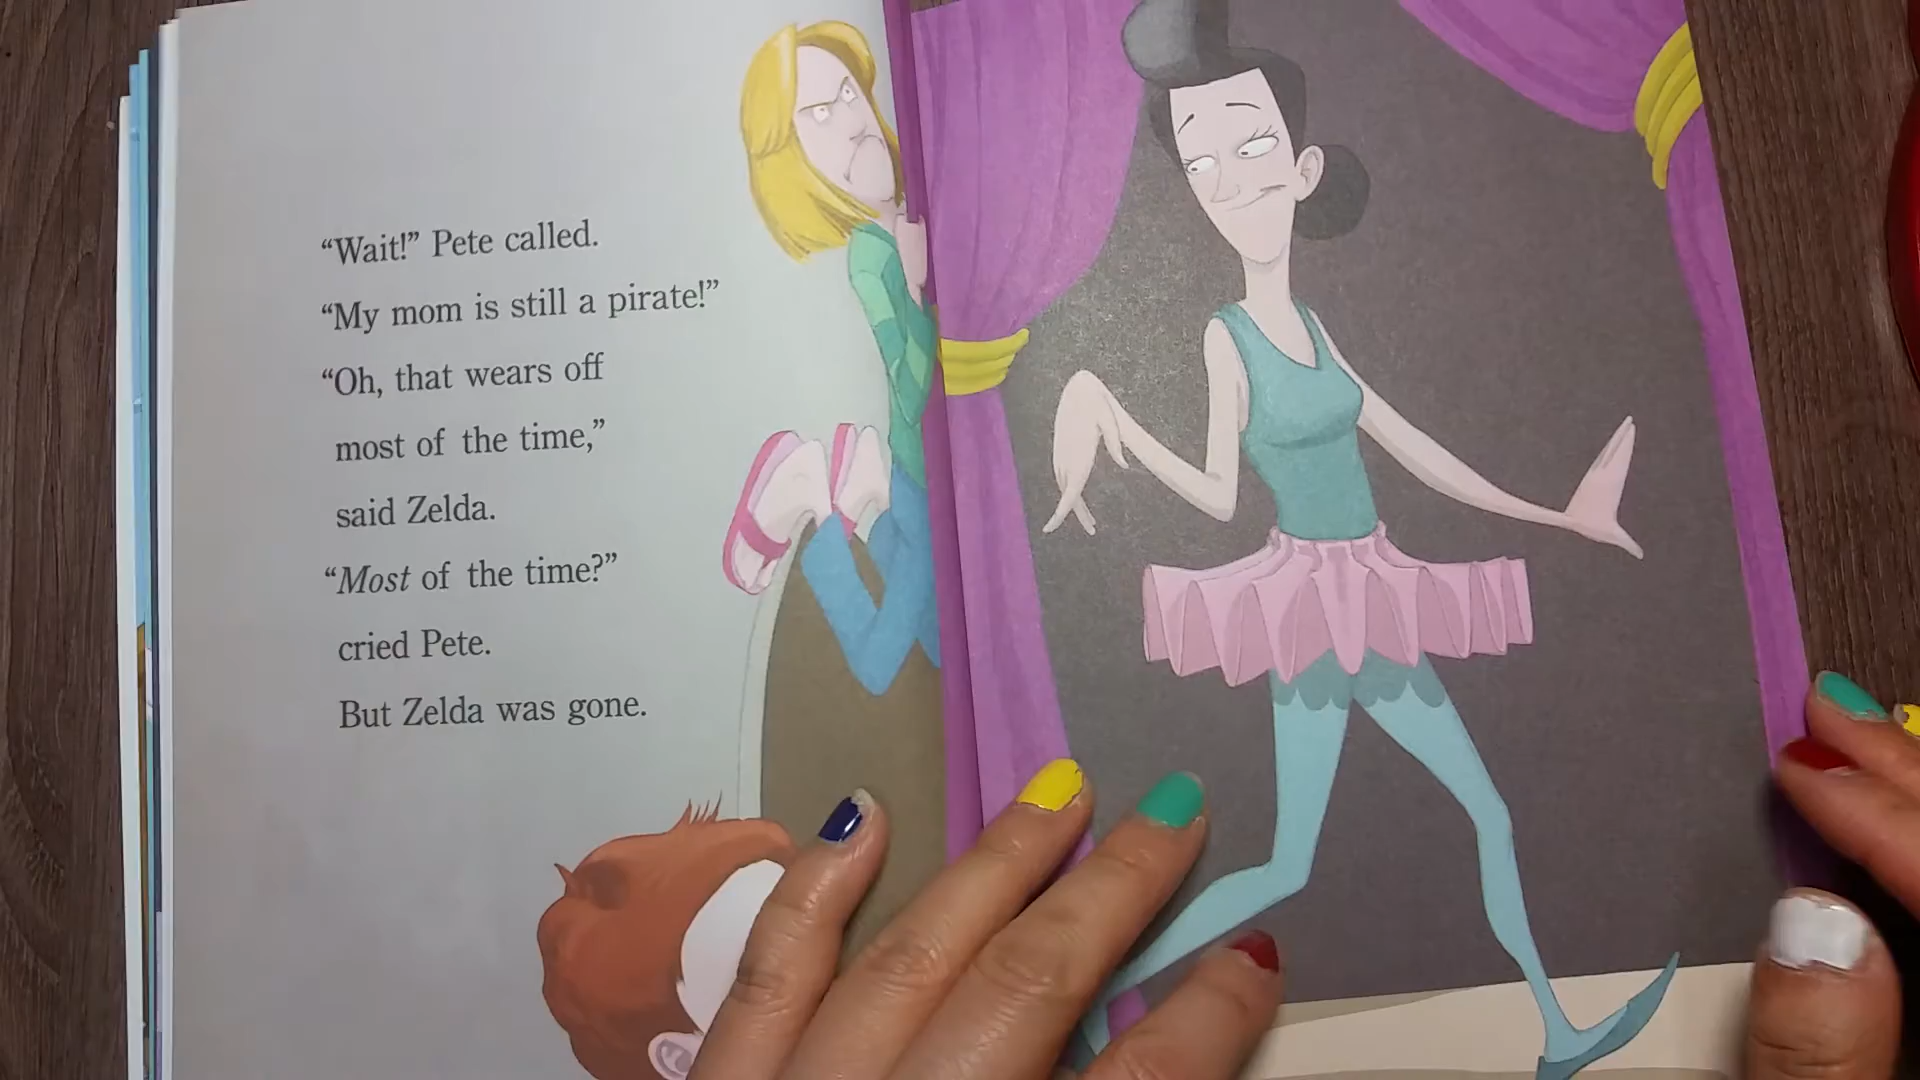 “Wait!” Pete called.
“My mom is still a pirate!”
“Oh, that wears off
most of the time,”
said Zelda.
“Most of the time?”
cried Pete.
But Zelda was gone.